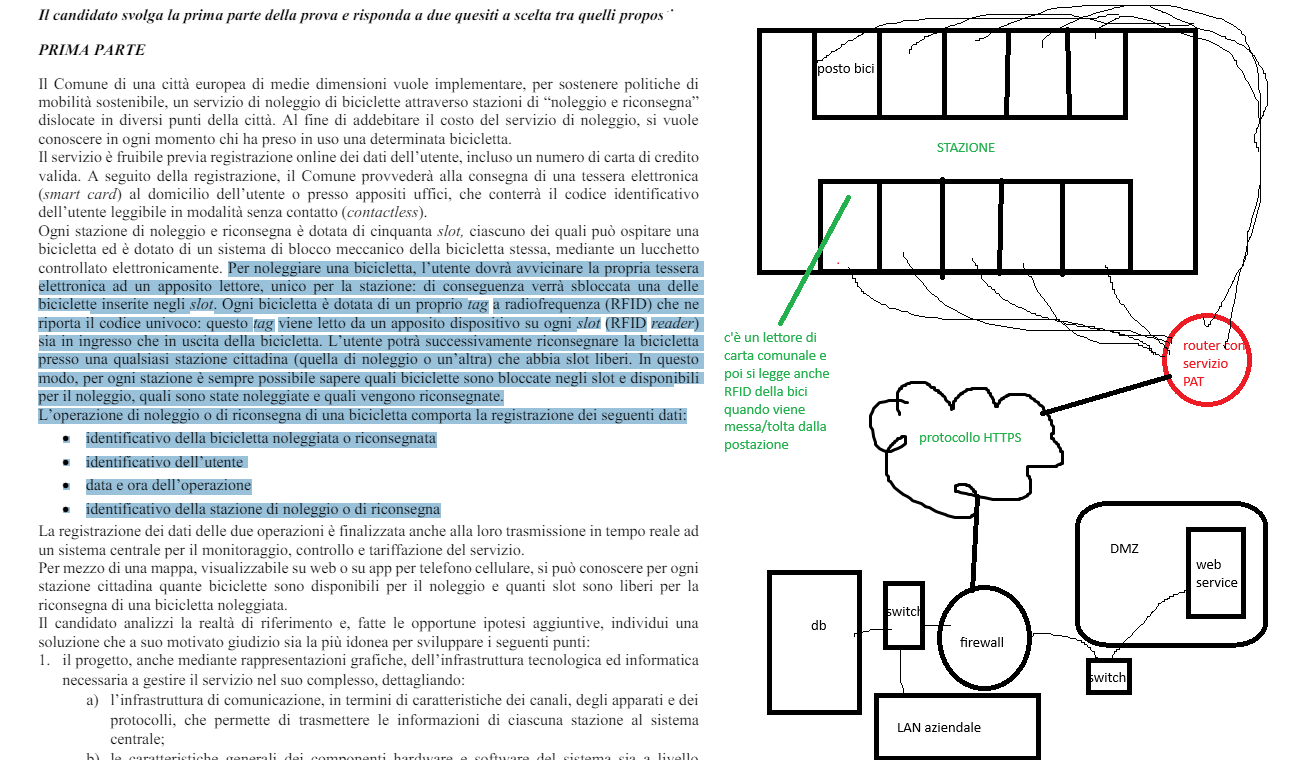 Il candidato svolga la prima parte della prova e risponda a due quesiti a scelta tra quelli propos
PRIMA PARTE
Il Comune di una città europea di medie dimensioni vuole implementare, per sostenere politiche di
mobilità sostenibile, un servizio di noleggio di biciclette attraverso stazioni di “noleggio e riconsegna”
dislocate in diversi punti della città. Al fine di addebitare il costo del servizio di noleggio, si vuole
conoscere in ogni momento chi ha preso in uso una determinata bicicletta.
Il servizio è fruibile previa registrazione online dei dati dell’utente, incluso un numero di carta di credito
valida. A seguito della registrazione, il Comune provvederà alla consegna di una tessera elettronica
(smart card) al domicilio dell’utente o presso appositi uffici, che conterrà il codice identificativo
dell’utente leggibile in modalità senza contatto (contactless).
Ogni stazione di noleggio e riconsegna è dotata di cinquanta slot, ciascuno dei quali può ospitare una
bicicletta ed è dotato di un sistema di blocco meccanico della bicicletta stessa, mediante un lucchetto
controllato elettronicamente. Per noleggiare una bicicletta, l’utente dovrà avvicinare la propria tessera
elettronica ad un apposito lettore, unico per la stazione: di conseguenza verrà sbloccata una delle
biciclette inserite negli slot. Ogni bicicletta è dotata di un proprio tag a radiofrequenza (RFID) che ne
riporta il codice univoco: questo tag viene letto da un apposito dispositivo su ogni slot (RFID reader)
sia in ingresso che in uscita della bicicletta. L’utente potrà successivamente riconsegnare la bicicletta
presso una qualsiasi stazione cittadina (quella di noleggio o un’altra) che abbia slot liberi. In questo
modo, per ogni stazione è sempre possibile sapere quali biciclette sono bloccate negli slot e disponibili
per il noleggio, quali sono state noleggiate e quali vengono riconsegnate.
L’operazione di noleggio o di riconsegna di una bicicletta comporta la registrazione dei seguenti dati:
• identificativo della bicicletta noleggiata o riconsegnata
• identificativo dell’utente
• data e ora dell’operazione
• identificativo della stazione di noleggio o di riconsegna
La registrazione dei dati delle due operazioni è finalizzata anche alla loro trasmissione in tempo reale ad
un sistema centrale per il monitoraggio, controllo e tariffazione del servizio.
Per mezzo di una mappa, visualizzabile su web o su app per telefono cellulare, si può conoscere per ogni
stazione cittadina quante biciclette sono disponibili per il noleggio e quanti slot sono liberi per la
riconsegna di una bicicletta noleggiata.
Il candidato analizzi la realtà di riferimento e, fatte le opportune ipotesi aggiuntive, individui una
soluzione che a suo motivato giudizio sia la più idonea per sviluppare i seguenti punti:
1. il progetto, anche mediante rappresentazioni grafiche, dell’infrastruttura tecnologica ed informatica
necessaria a gestire il servizio nel suo complesso, dettagliando:
a) l’infrastruttura di comunicazione, in termini di caratteristiche dei canali, degli apparati e dei
protocolli, che permette di trasmettere le informazioni di ciascuna stazione al sistema
centrale;
b) le caratteristiche generali dei componenti hardware e software del sistema sia a livello
posto bici
STAZIONE
c'è un lettore di
carta comunale e
poi si legge anche
RFID della bici
quando viene
messa/tolta dalla
postazione
router con
servizio
PAT
protocollo HTTPS
DMZ
web
service
switch
db
switch
firewall
LAN aziendale